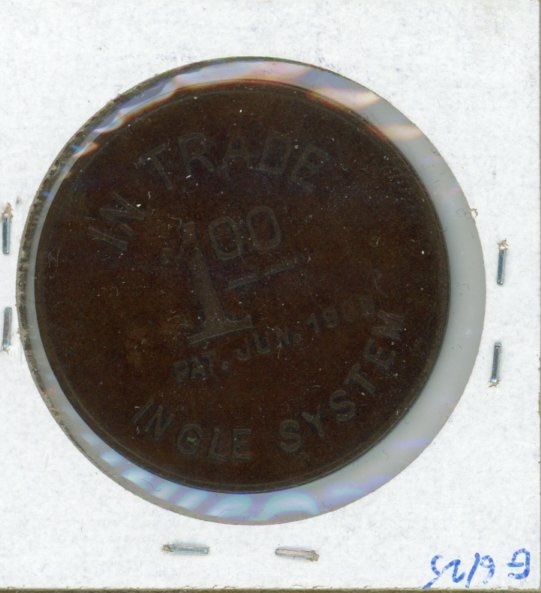 IN TRADE
1 00
PAT. JUN. 1909
INGLE SYSTEM